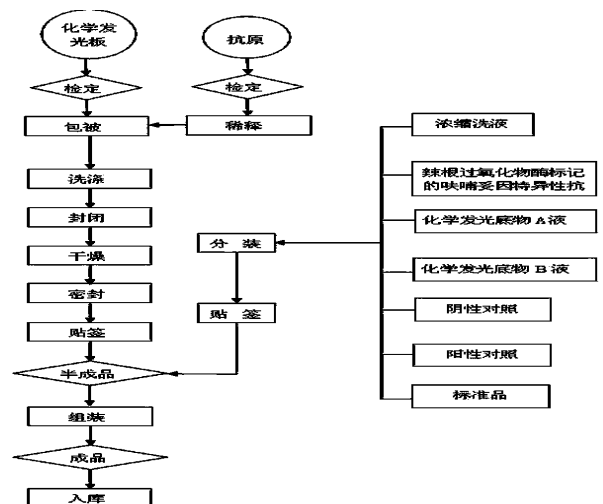 化学发
光板
抗原
检定
检定
包被
稀释
洗涤
封闭
干燥
密封
贴签
半成品
组装
成品
入库
分 装
贴 签
浓缩洗液
辣根过氧化物酶标记
的呋喃妥因特异性抗
化学发光底物 A 液
化学发光底物 B 液
阴性对照
阳性对照
标准品